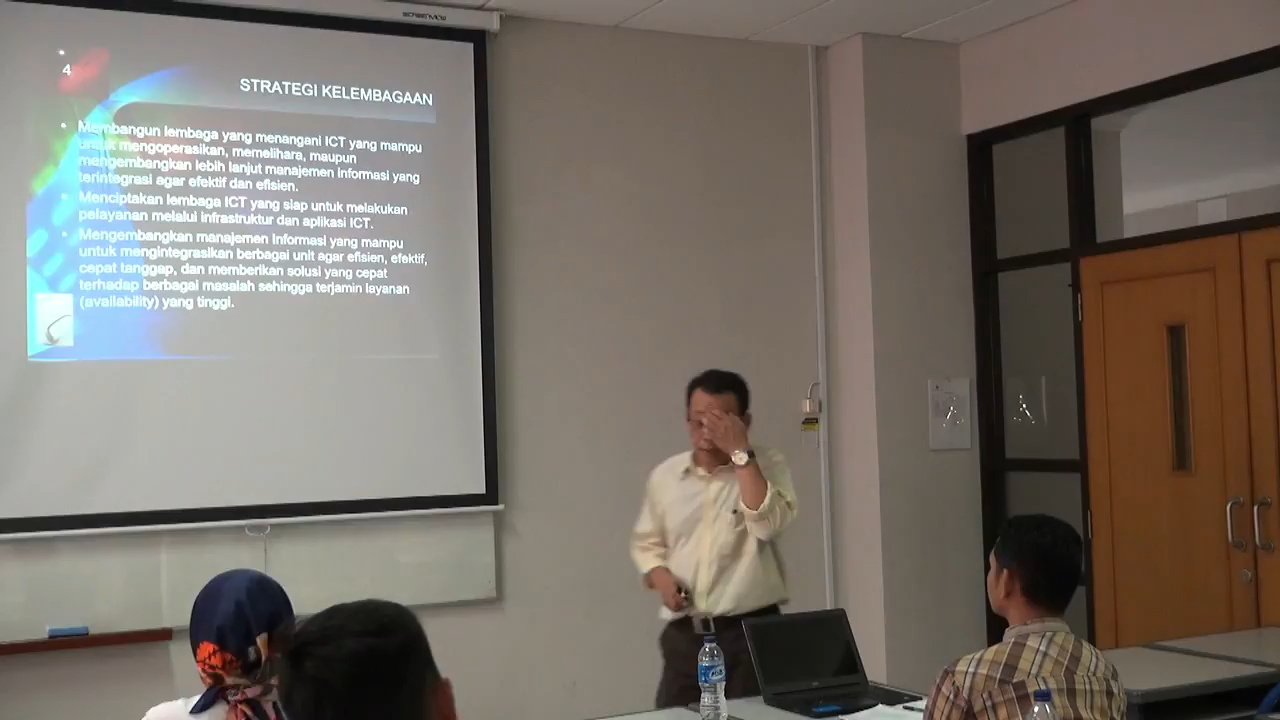 4
STRATEGI KELEMBAGAAN
• Membangun lembaga yang menangani ICT yang mampu
untuk mengoperasikan, memelihara, maupun
mengembangkan lebih lanjut manajemen informasi yang
terintegrasi agar efektif dan efisien.
• Menciptakan lembaga ICT yang siap untuk melakukan
pelayanan melalui infrastruktur dan aplikasi ICT.
• Mengembangkan manajemen Informasi yang mampu
untuk mengintegrasikan berbagai unit agar efisien, efektif,
cepat tanggap, dan memberikan solusi yang cepat
terhadap berbagai masalah sehingga terjamin layanan
(availability) yang tinggi.